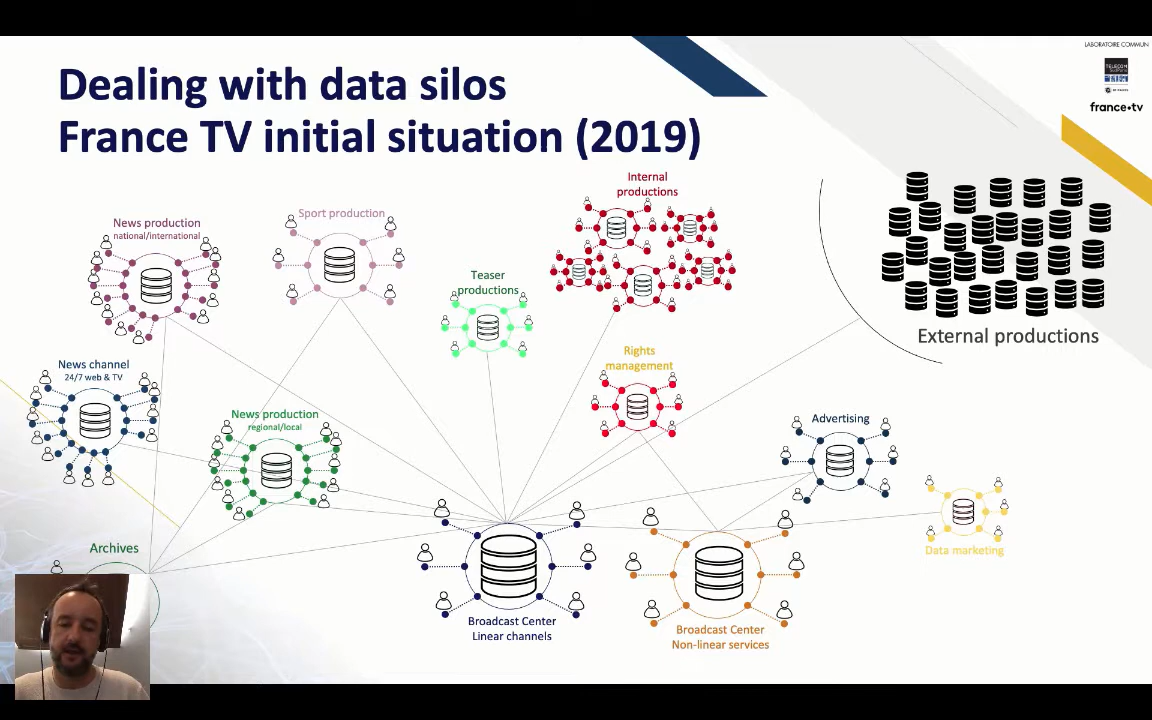 Dealing with data silos
France TV initial situation (2019)
LABORATOIRE COMMUN
TELECOM
france•tv
Internal
productions
News production
national/international
Sport production
Teaser
productions
External productions
Rights
management
News channel
24/7 web & TV
News production
regional/local
Advertising
Archives
Data marketing
Broadcast Center
Linear channels
Broadcast Center
Non-linear services